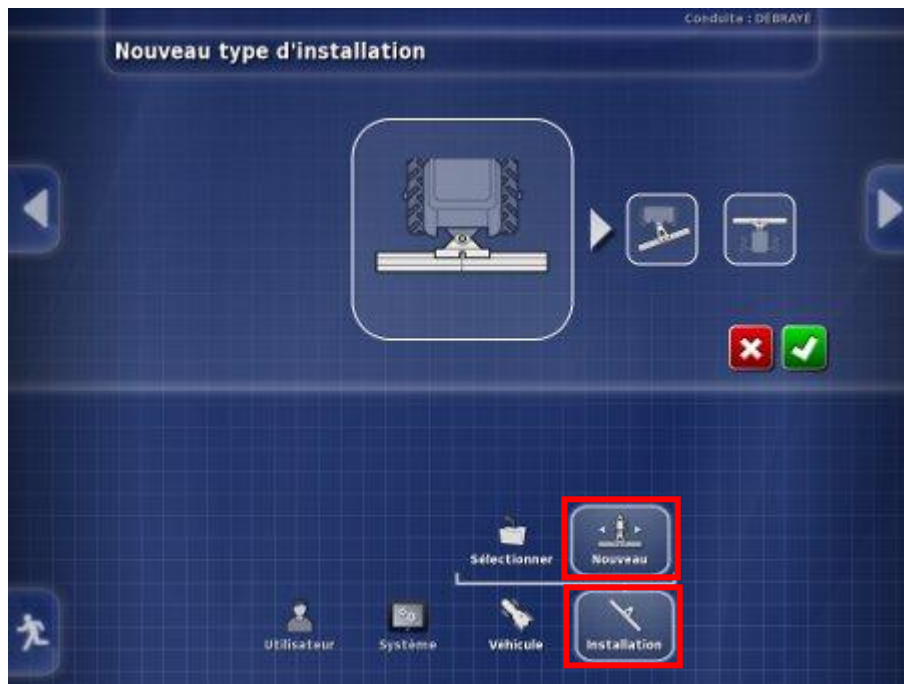 Conduite : DÉBRAYÉ
Nouveau type d'installation
Sélectionner
Nouveau
Utilisateur
Système
Véhicule
Installation